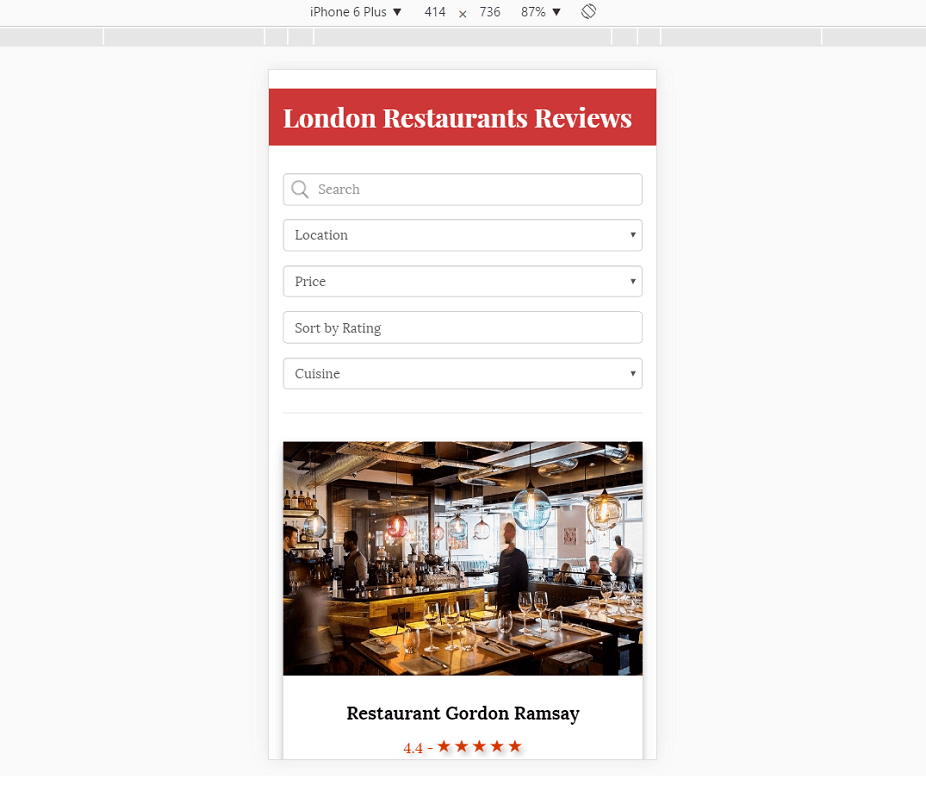 iPhone 6 Plus ▼ 414 × 736 87% ▼
London Restaurants Reviews
Search
Location
Price
Sort by Rating
Cuisine
Restaurant Gordon Ramsay
4.4 - ★ ★ ★ ★ ★